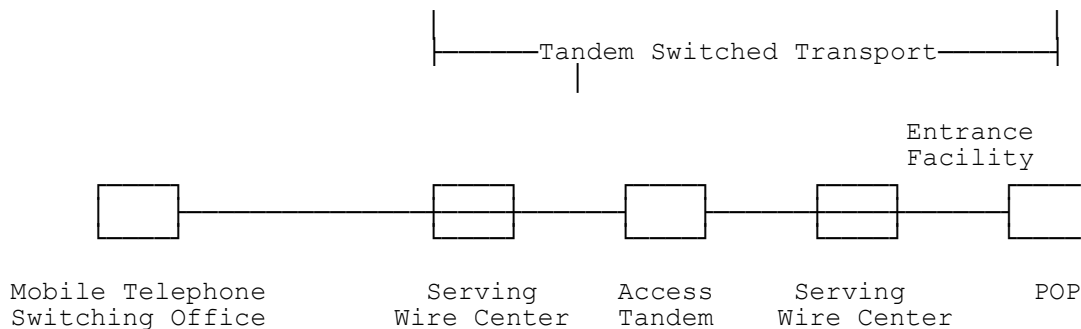 Tandem Switched Transport
Entrance
Facility
Mobile Telephone Serving Access Serving POP
Switching Office Wire Center Tandem Wire Center